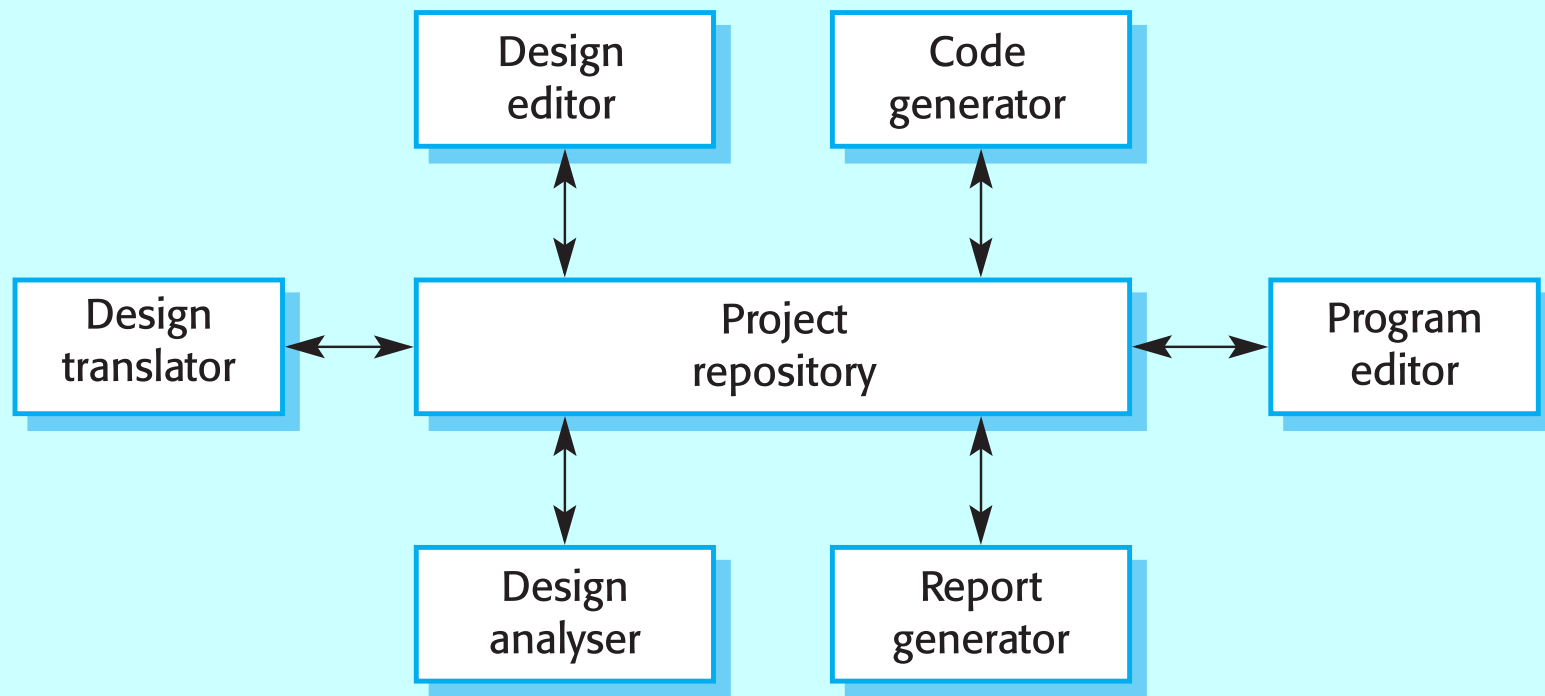 Design
editor
Code
generator
Design
translator
Project
repository
Program
editor
Design
analyser
Report
generator